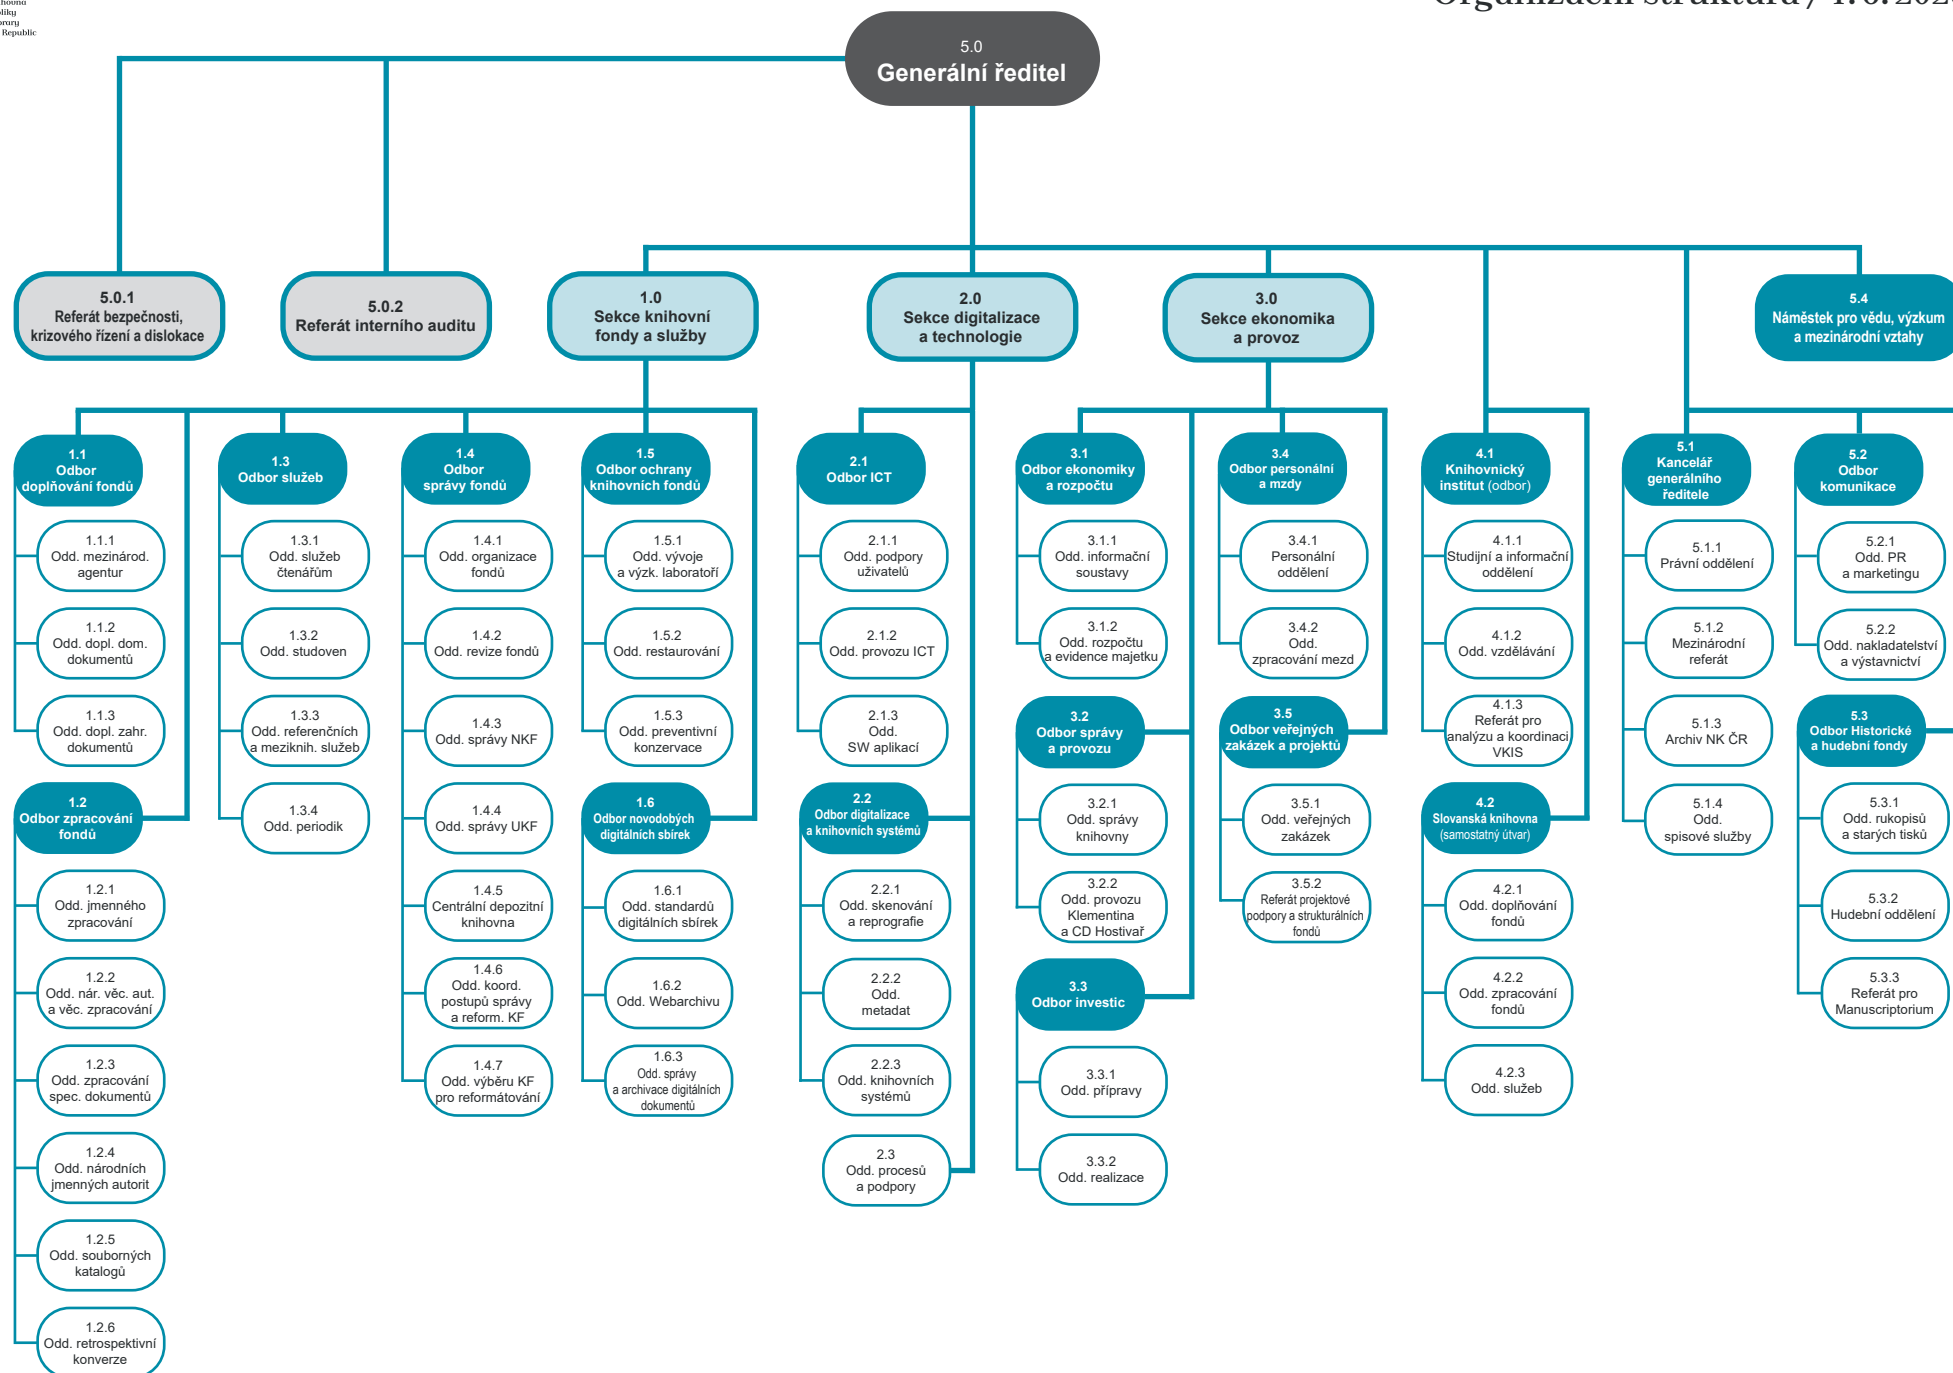 Republic
5.0
Generální ředitel
5.0.1
Referát bezpečnosti,
krizového řízení a dislokace
5.0.2
Referát interního auditu
1.0
Sekce knihovní
fondy a služby
2.0
Sekce digitalizace
a technologie
3.0
Sekce ekonomika
a provoz
5.4
Náměstek pro vědu, výzkum
a mezinárodní vztahy
1.1
Odbor
doplňování fondů
1.1.1
Odd. mezinárod.
agentur
1.1.2
Odd. dopl. dom.
dokumentů
1.1.3
Odd. dopl. zahr.
dokumentů
1.2
Odbor zpracování
fondů
1.2.1
Odd. jmenného
zpracování
1.2.2
Odd. nár. věc. aut.
a věc. zpracování
1.2.3
Odd. zpracování
spec. dokumentů
1.2.4
Odd. národních
jmenných autorit
1.2.5
Odd. souborných
katalogů
1.2.6
Odd. retrospektivní
konverze
1.3
Odbor služeb
1.3.1
Odd. služeb
čtenářům
1.3.2
Odd. studoven
1.3.3
Odd. referenčních
a meziknih. služeb
1.3.4
Odd. periodik
1.4
Odbor
správy fondů
1.4.1
Odd. organizace
fondů
1.4.2
Odd. revize fondů
1.4.3
Odd. správy NKF
1.4.4
Odd. správy UKF
1.4.5
Centrální depozitní
knihovna
1.4.6
Odd. koord.
postupů správy
a reform. KF
1.4.7
Odd. výběru KF
pro reformátování
1.5
Odbor ochrany
knihovních fondů
1.5.1
Odd. vývoje
a výzk. laboratoří
1.5.2
Odd. restaurování
1.5.3
Odd. preventivní
konzervace
1.6
Odbor novodobých
digitálních sbírek
1.6.1
Odd. standardů
digitálních sbírek
1.6.2
Odd. Webarchivu
1.6.3
Odd. správy
a archivace digitálních
dokumentů
2.1
Odbor ICT
2.1.1
Odd. podpory
uživatelů
2.1.2
Odd. provozu ICT
2.1.3
Odd.
SW aplikací
2.2
Odbor digitalizace
a knihovních systémů
2.2.1
Odd. skenování
a reprografie
2.2.2
Odd.
metadat
2.2.3
Odd. knihovních
systémů
2.3
Odd. procesů
a podpory
3.1
Odbor ekonomiky
a rozpočtu
3.1.1
Odd. informační
soustavy
3.1.2
Odd. rozpočtu
a evidence majetku
3.2
Odbor správy
a provozu
3.2.1
Odd. správy
knihovny
3.2.2
Odd. provozu
Klementina
a CD Hostivař
3.3
Odbor investic
3.3.1
Odd. přípravy
3.3.2
Odd. realizace
3.4
Odbor personální
a mzdy
3.4.1
Personální
oddělení
3.4.2
Odd.
zpracování mezd
3.5
Odbor veřejných
zakázek a projektů
3.5.1
Odd. veřejných
zakázek
3.5.2
Referát projektové
podpory a strukturálních
fondů
4.1
Knihovnický
institut (odbor)
4.1.1
Studijní a informační
oddělení
4.1.2
Odd. vzdělávání
4.1.3
Referát pro
analýzu a koordinaci
VKIS
4.2
Slovanská knihovna
(samostatný útvar)
4.2.1
Odd. doplňování
fondů
4.2.2
Odd. zpracování
fondů
4.2.3
Odd. služeb
5.1
Kancelář
generálního
ředitele
5.1.1
Právní oddělení
5.1.2
Mezinárodní
referát
5.1.3
Archiv NK ČR
5.1.4
Odd.
spisové služby
5.2
Odbor
komunikace
5.2.1
Odd. PR
a marketingu
5.2.2
Odd. nakladatelství
a výstavnictví
5.3
Odbor Historické
a hudební fondy
5.3.1
Odd. rukopisů
a starých tisků
5.3.2
Hudební oddělení
5.3.3
Referát pro
Manuscriptorium